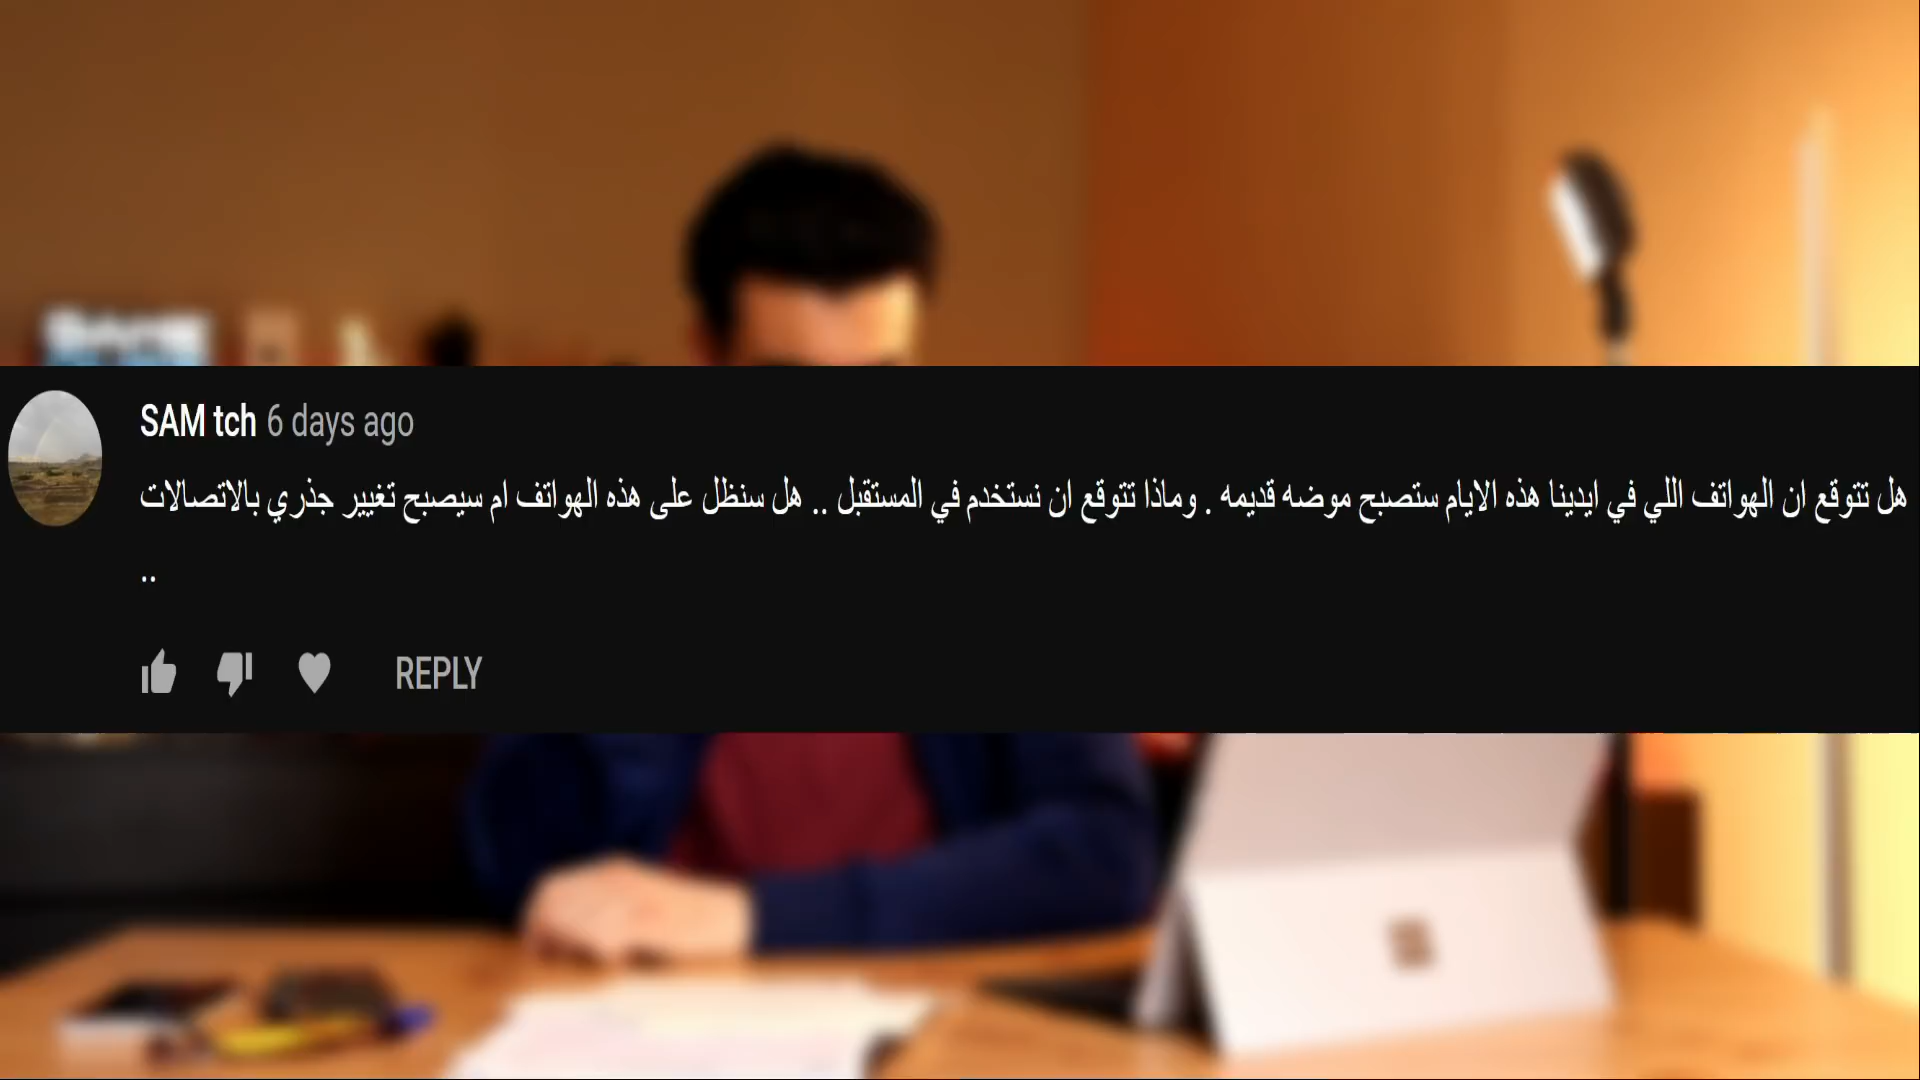 SAM tch 6 days ago
هل تتوقع ان الهواتف اللي في ايدينا هذه الايام ستصبح موضه قديمه . وماذا تتوقع ان نستخدم في المستقبل .. هل سنظل على هذه الهواتف ام سيصبح تغيير جذري بالاتصالات
..
REPLY